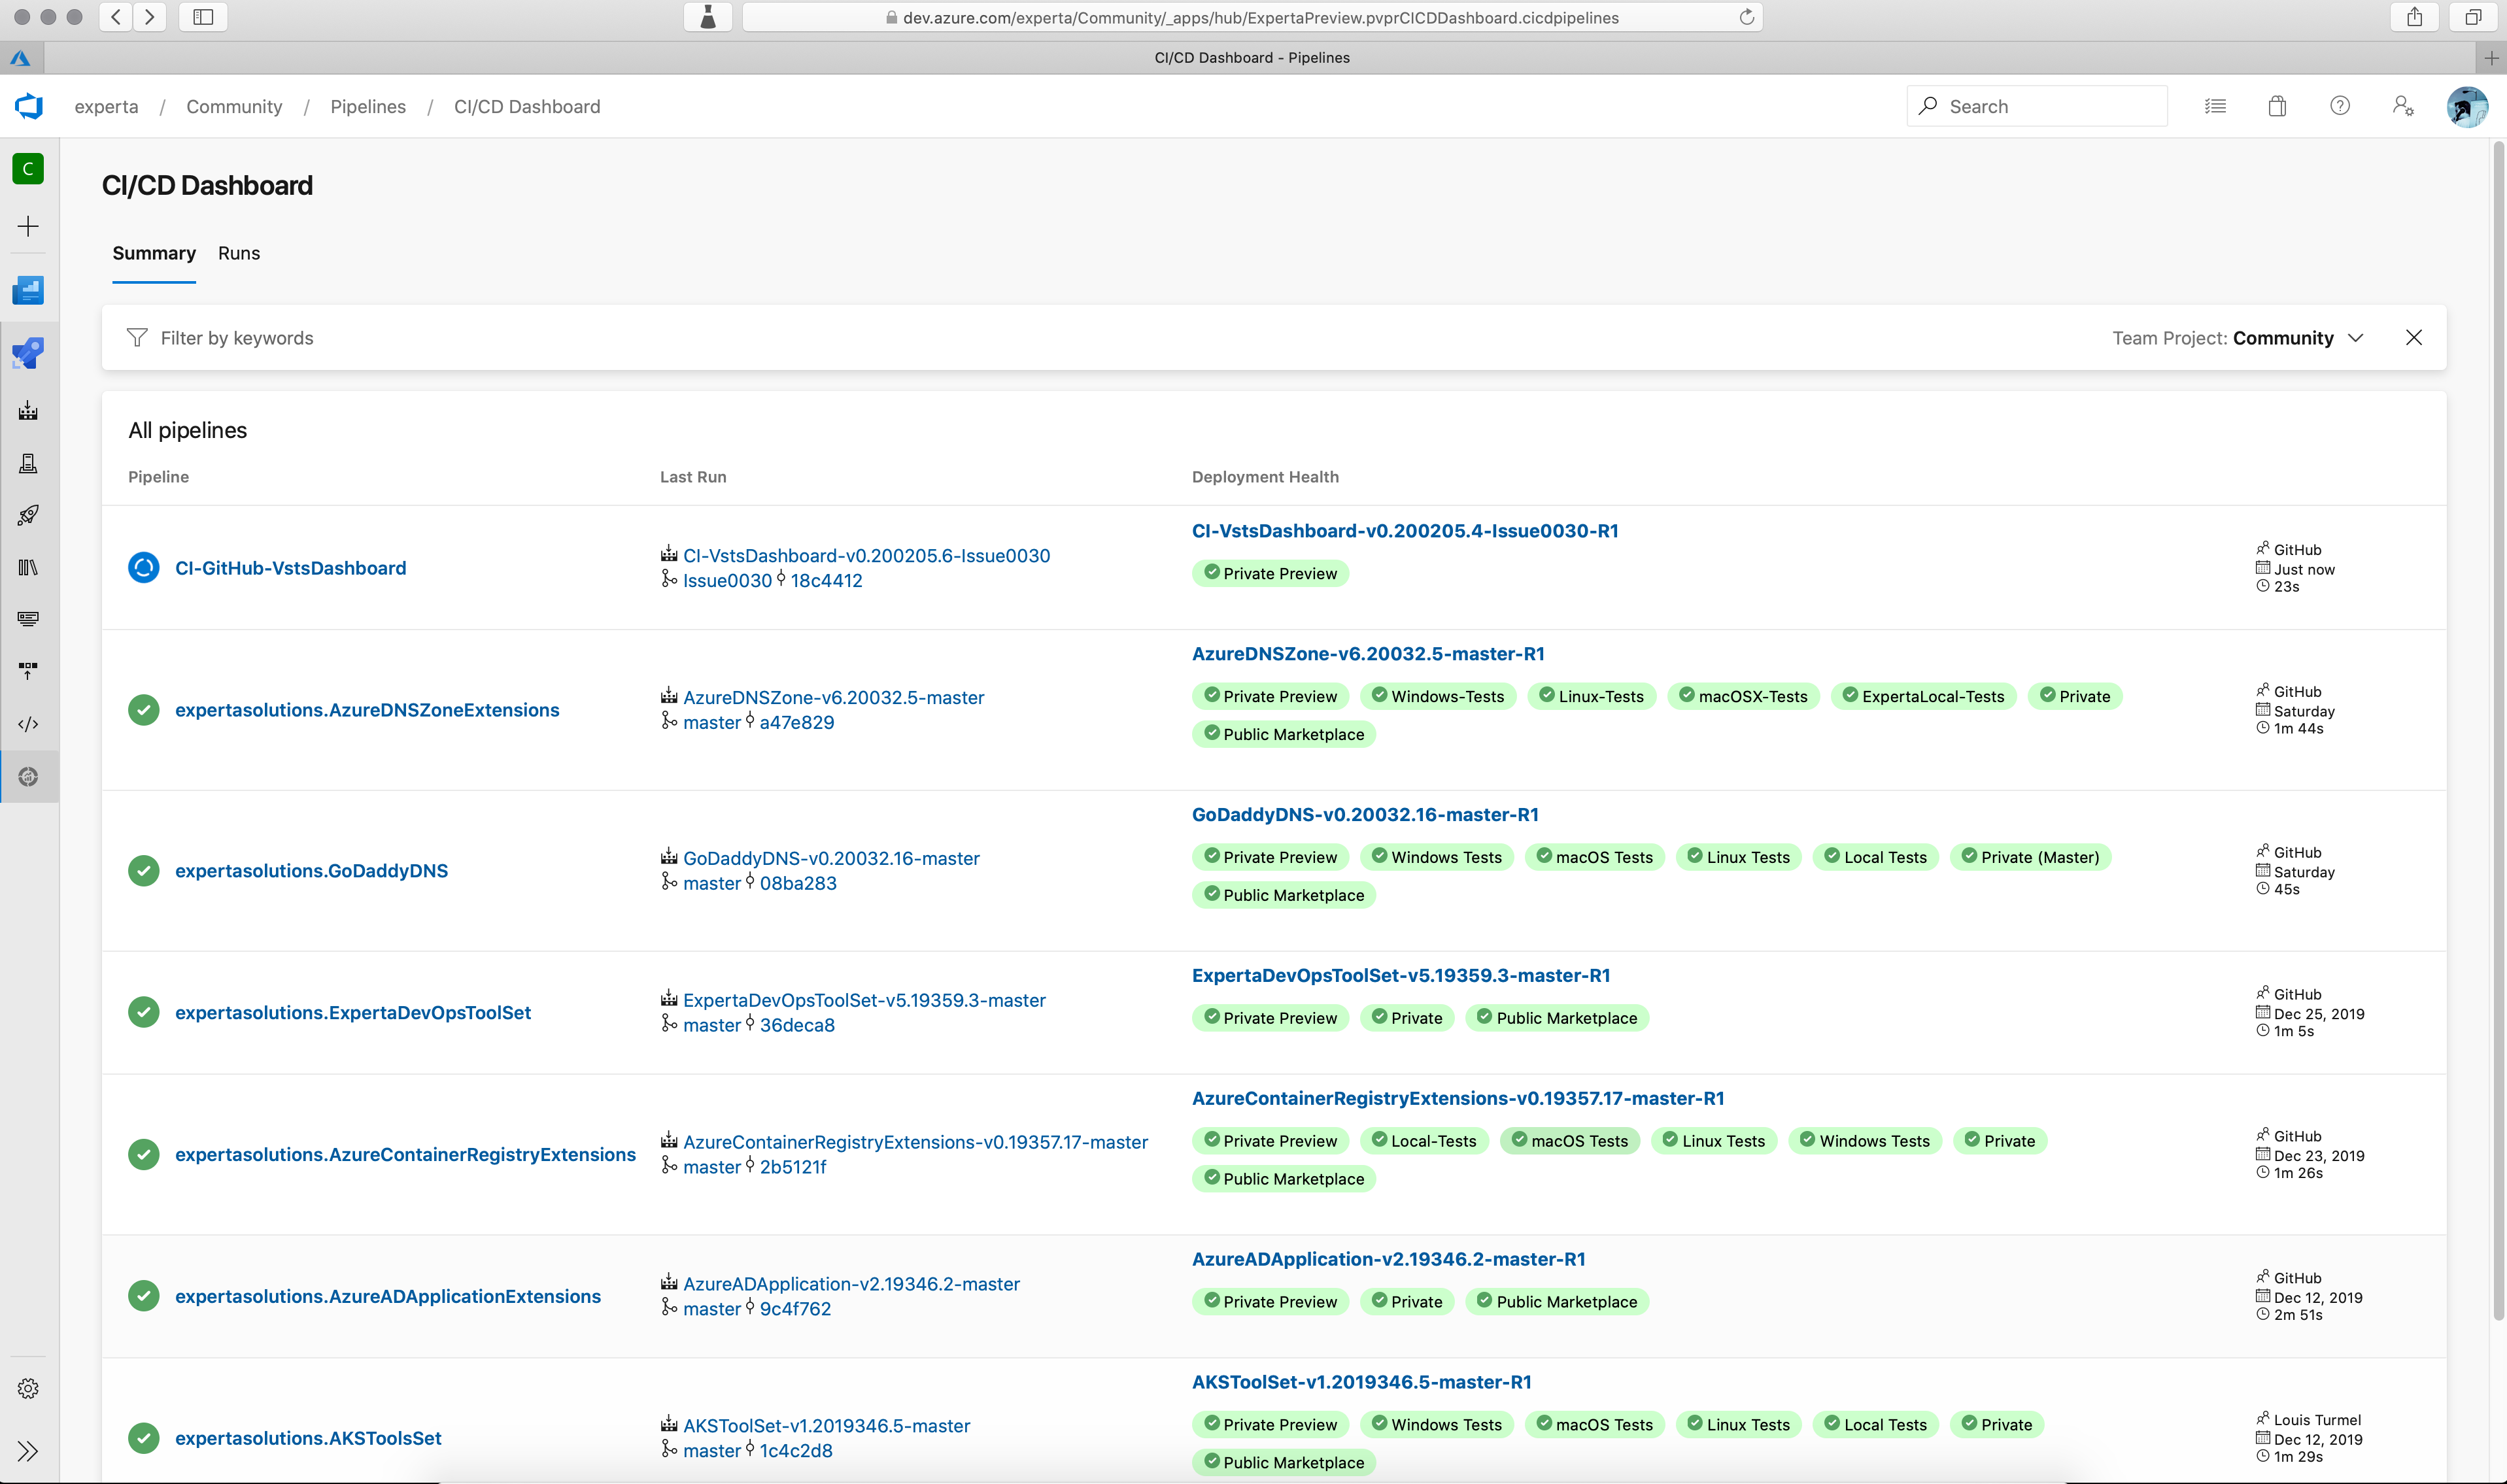 dev.azure.com/experta/Community/_apps/hub/ExpertaPreview.pvprCICDDashboard.cicdpipelines
CI/CD Dashboard - Pipelines
experta / Community / Pipelines / CI/CD Dashboard
Search
C
CI/CD Dashboard
Summary Runs
Filter by keywords
Team Project: Community
All pipelines
Pipeline Last Run Deployment Health
CI-GitHub-VstsDashboard
CI-VstsDashboard-v0.200205.6-Issue0030
Issue0030 18c4412
CI-VstsDashboard-v0.200205.4-Issue0030-R1
Private Preview
GitHub
Just now
23s
expertasolutions.AzureDNSZoneExtensions
AzureDNSZone-v6.20032.5-master
master a47e829
AzureDNSZone-v6.20032.5-master-R1
Private Preview Windows-Tests Linux-Tests macOSX-Tests ExpertaLocal-Tests Private
Public Marketplace
GitHub
Saturday
1m 44s
expertasolutions.GoDaddyDNS
GoDaddyDNS-v0.20032.16-master
master 08ba283
GoDaddyDNS-v0.20032.16-master-R1
Private Preview Windows Tests macOS Tests Linux Tests Local Tests Private (Master)
Public Marketplace
GitHub
Saturday
45s
expertasolutions.ExpertaDevOpsToolSet
ExpertaDevOpsToolSet-v5.19359.3-master
master 36deca8
ExpertaDevOpsToolSet-v5.19359.3-master-R1
Private Preview Private Public Marketplace
GitHub
Dec 25, 2019
1m 5s
expertasolutions.AzureContainerRegistryExtensions
AzureContainerRegistryExtensions-v0.19357.17-master
master 2b5121f
AzureContainerRegistryExtensions-v0.19357.17-master-R1
Private Preview Local-Tests macOS Tests Linux Tests Windows Tests Private
Public Marketplace
GitHub
Dec 23, 2019
1m 26s
expertasolutions.AzureADApplicationExtensions
AzureADApplication-v2.19346.2-master
master 9c4f762
AzureADApplication-v2.19346.2-master-R1
Private Preview Private Public Marketplace
GitHub
Dec 12, 2019
2m 51s
expertasolutions.AKSToolsSet
AKSToolSet-v1.2019346.5-master
master 1c4c2d8
AKSToolSet-v1.2019346.5-master-R1
Private Preview Windows Tests macOS Tests Linux Tests Local Tests Private
Public Marketplace
Louis Turmel
Dec 12, 2019
1m 29s